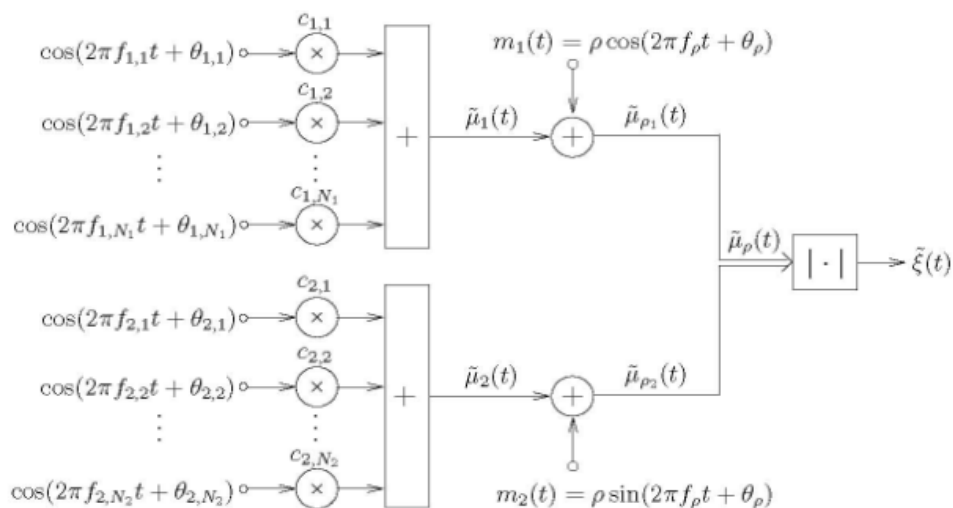 c_{1,1}
cos(2πf_{1,1}t + θ_{1,1})
×
m_1(t) = ρ cos(2πf_ρt + θ_ρ)
c_{1,2}
cos(2πf_{1,2}t + θ_{1,2})
×
+
μ̃_1(t)
+
μ̃_{ρ_1}(t)
⋮
⋮
c_{1,N_1}
cos(2πf_{1,N_1}t + θ_{1,N_1})
×
μ̃_ρ(t)
|·|
ξ̃(t)
c_{2,1}
cos(2πf_{2,1}t + θ_{2,1})
×
c_{2,2}
cos(2πf_{2,2}t + θ_{2,2})
×
+
μ̃_2(t)
+
μ̃_{ρ_2}(t)
⋮
⋮
c_{2,N_2}
cos(2πf_{2,N_2}t + θ_{2,N_2})
×
m_2(t) = ρ sin(2πf_ρt + θ_ρ)